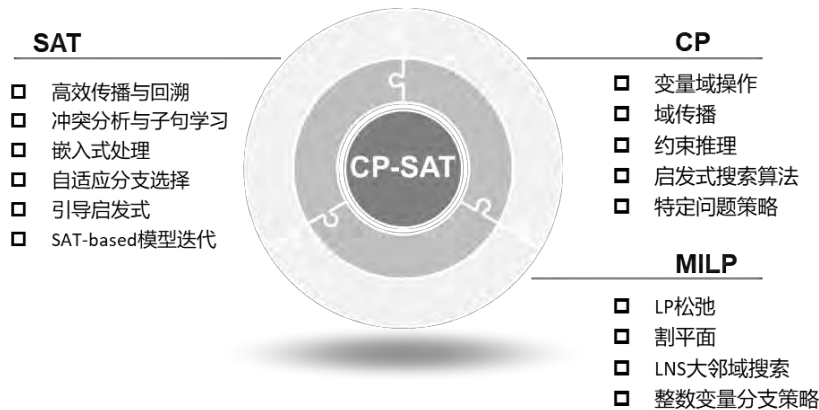 SAT
高效传播与回溯
冲突分析与子句学习
嵌入式处理
自适应分支选择
引导启发式
SAT-based模型迭代
CP-SAT
CP
变量域操作
域传播
约束推理
启发式搜索算法
特定问题策略
MILP
LP松弛
割平面
LNS大邻域搜索
整数变量分支策略